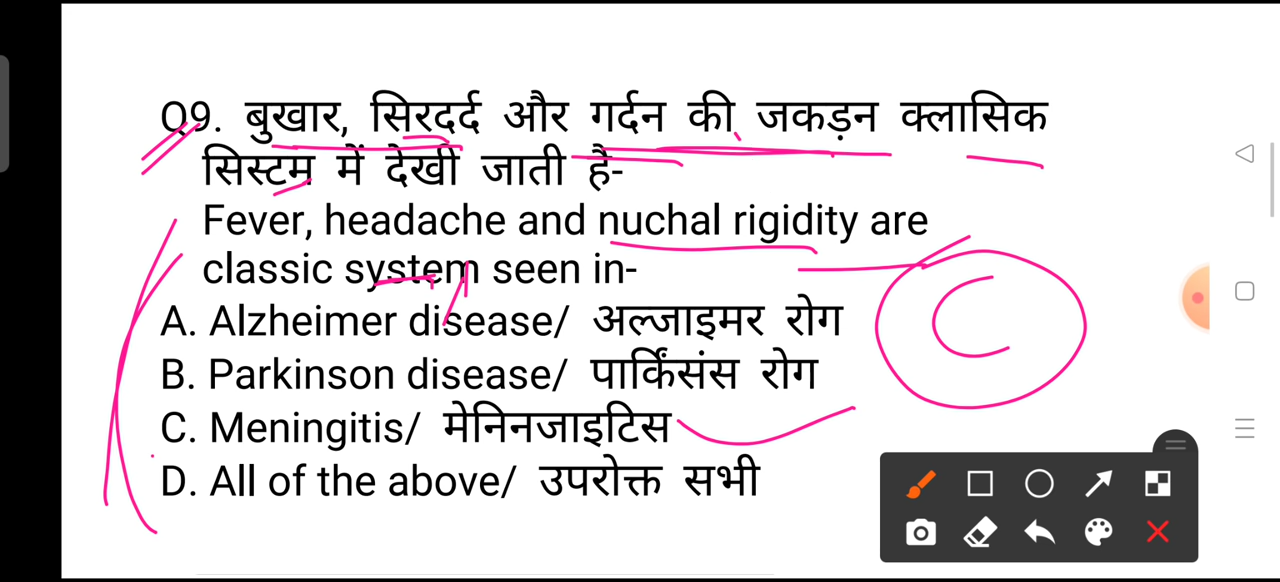 Q9. बुखार, सिरदर्द और गर्दन की जकड़न क्लासिक
सिस्टम में देखी जाती है-
Fever, headache and nuchal rigidity are
classic system seen in-
A. Alzheimer disease/ अल्जाइमर रोग
B. Parkinson disease/ पार्किंसंस रोग
C. Meningitis/ मेनिनजाइटिस
D. All of the above/ उपरोक्त सभी
C